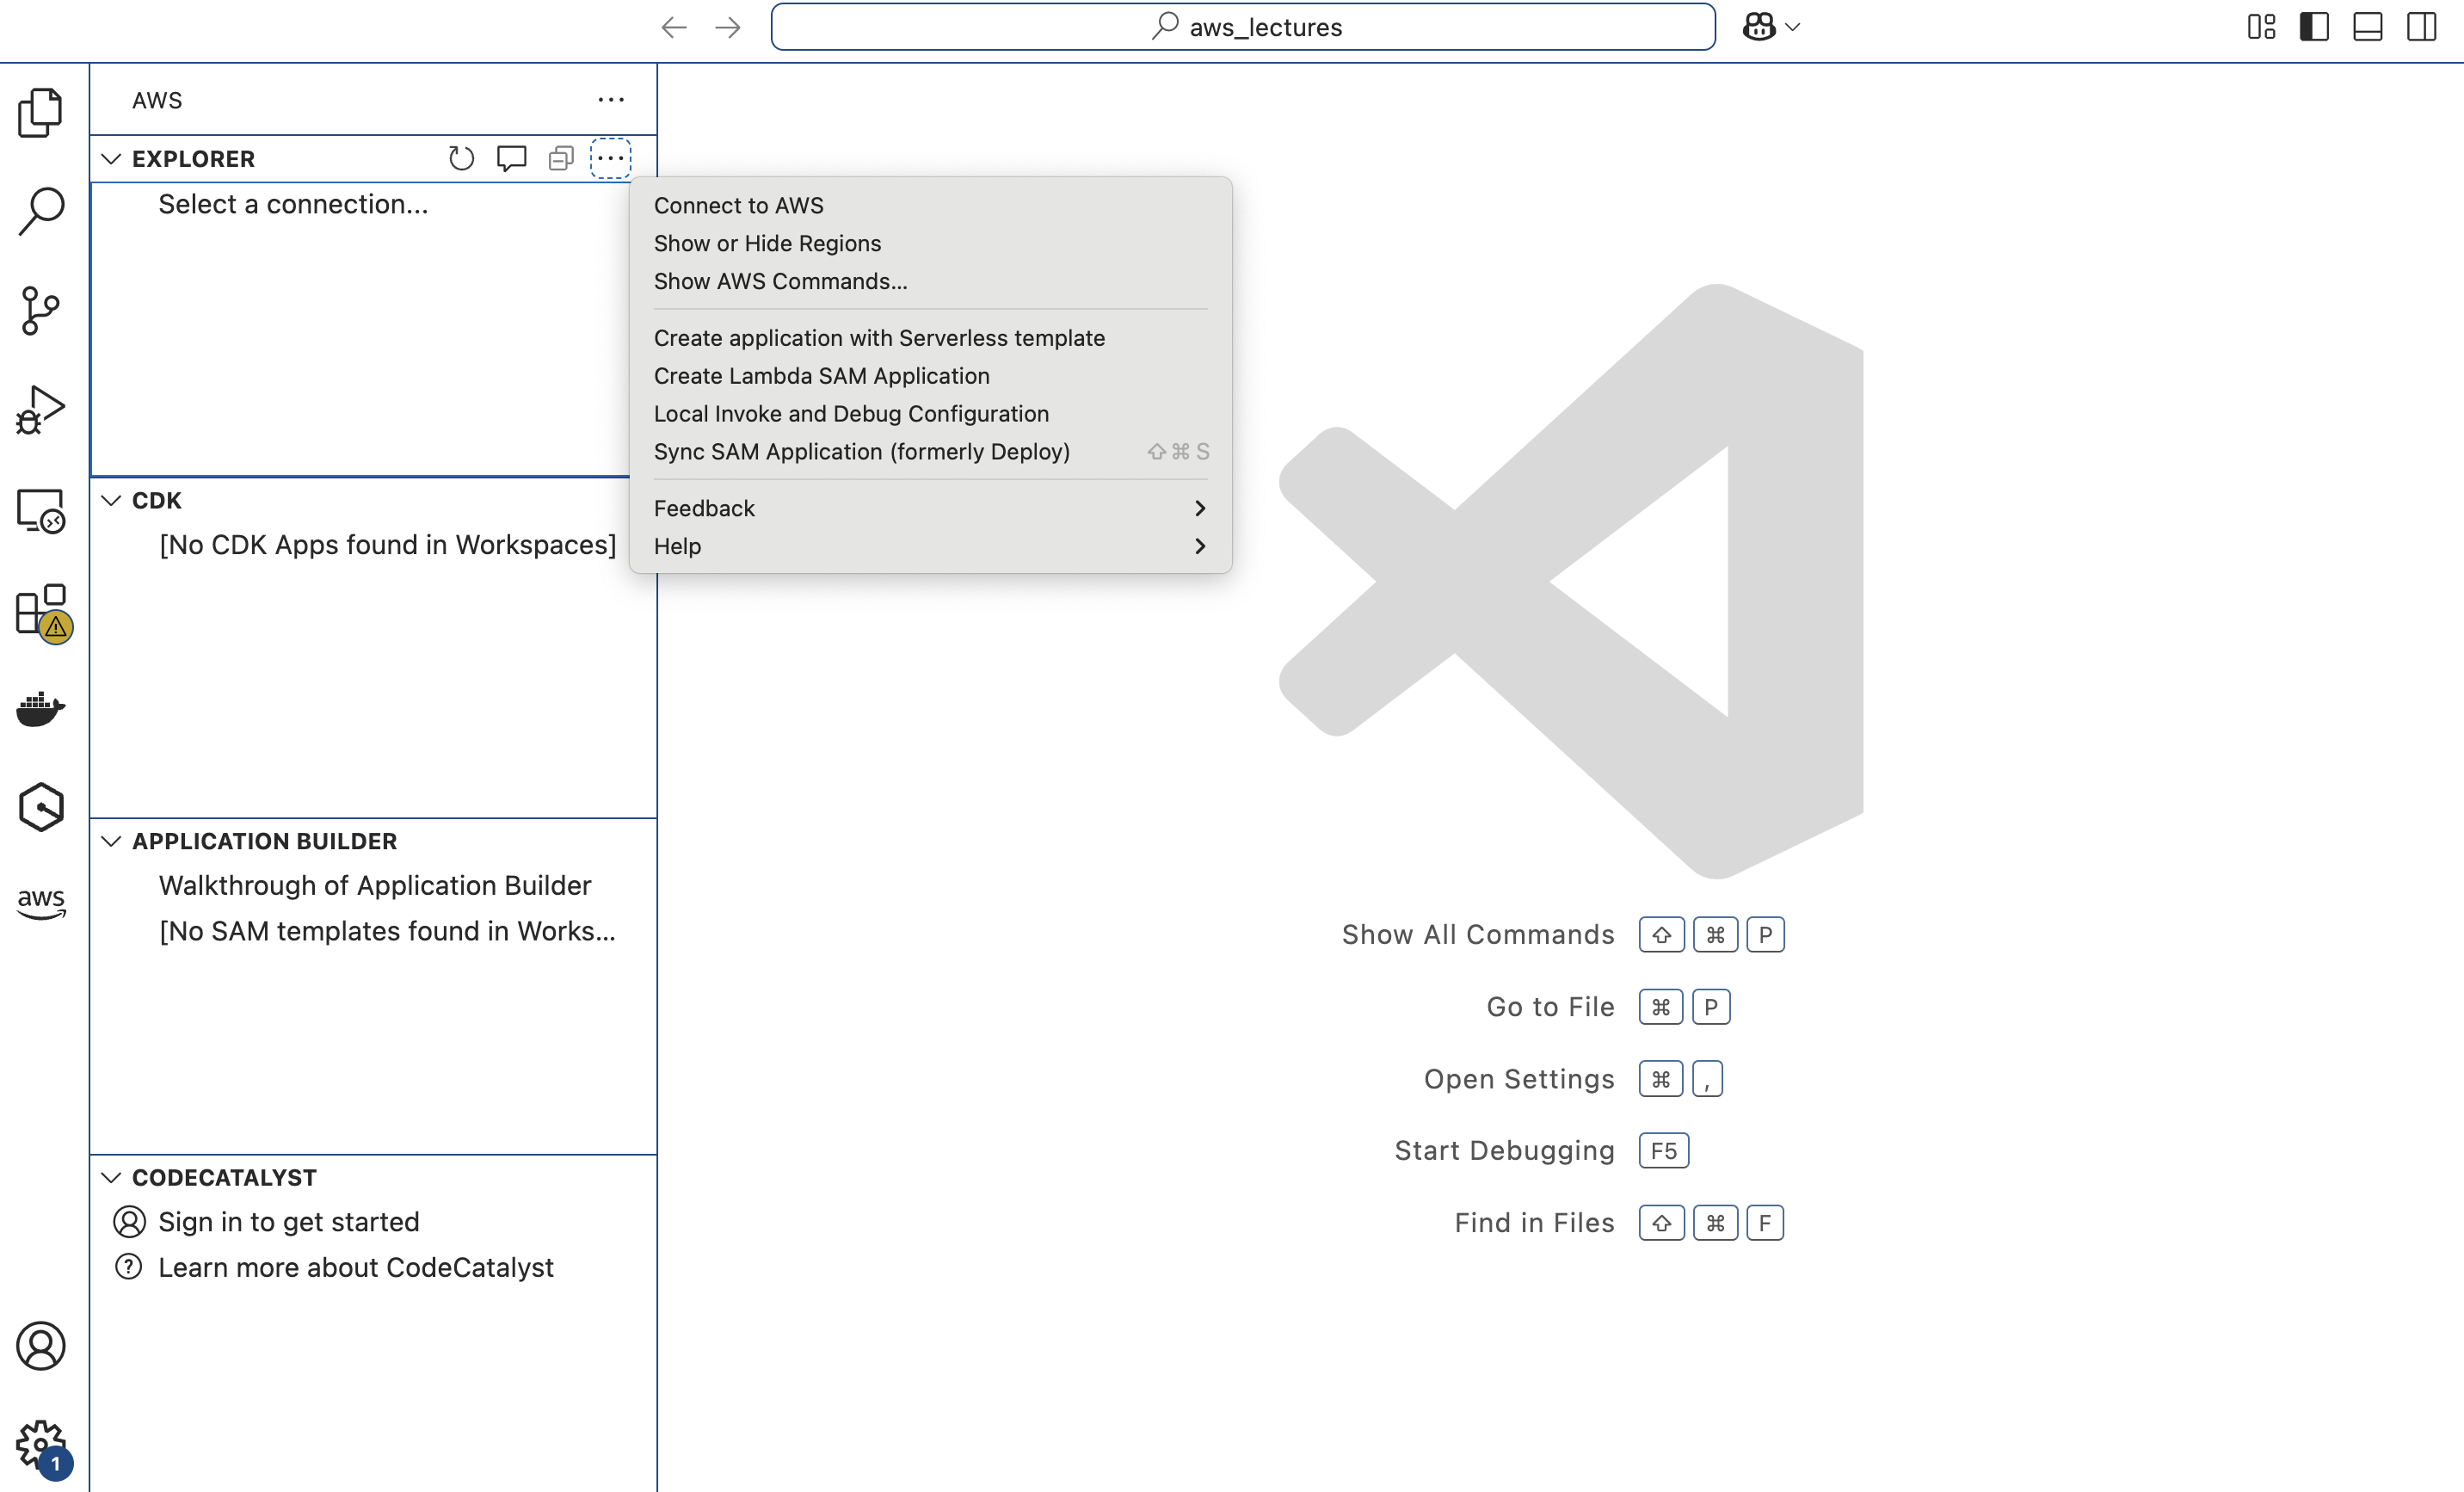 aws_lectures
AWS
EXPLORER
Select a connection...
Connect to AWS
Show or Hide Regions
Show AWS Commands...
Create application with Serverless template
Create Lambda SAM Application
Local Invoke and Debug Configuration
Sync SAM Application (formerly Deploy) ⇧⌘S
Feedback
Help
CDK
[No CDK Apps found in Workspaces]
APPLICATION BUILDER
Walkthrough of Application Builder
[No SAM templates found in Works...
aws
CODECATALYST
Sign in to get started
Learn more about CodeCatalyst
1
Show All Commands ⇧ ⌘ P
Go to File ⌘ P
Open Settings ⌘ ,
Start Debugging F5
Find in Files ⇧ ⌘ F